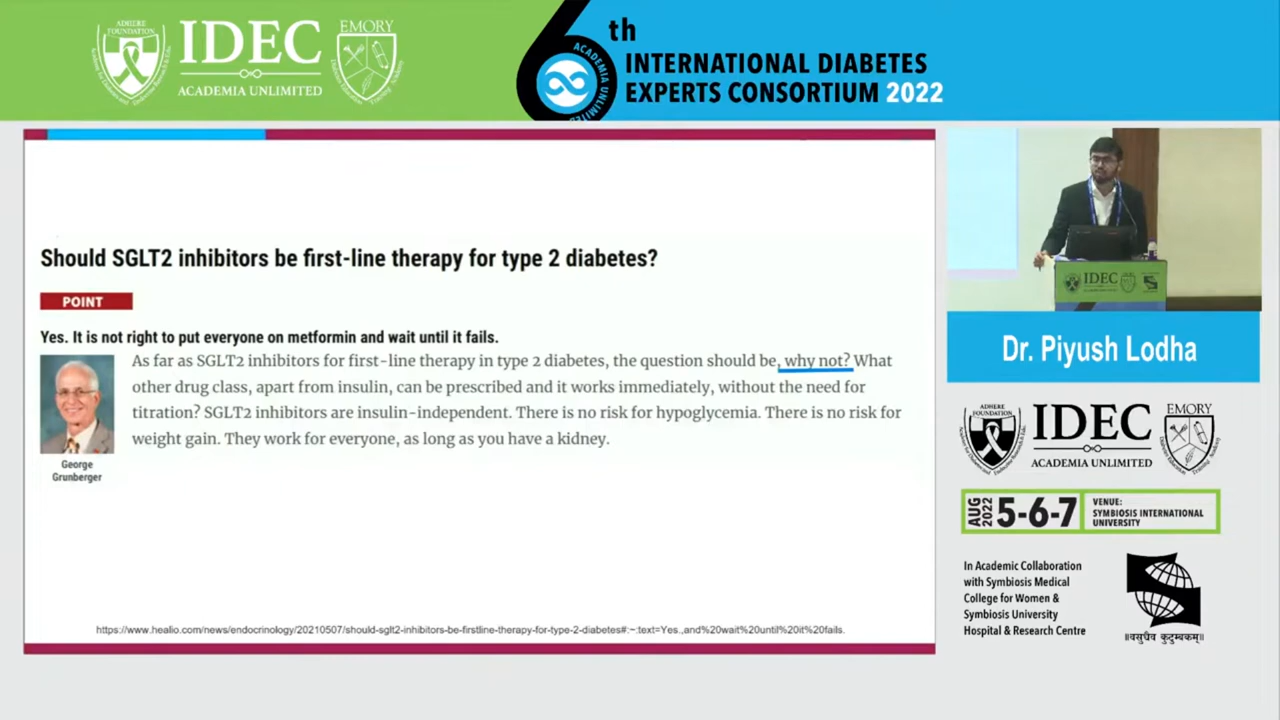 ADHERE
FOUNDATION
IDEC
ACADEMIA UNLIMITED
EMORY
6th
ACADEMIA UNLIMITED
INTERNATIONAL DIABETES
EXPERTS CONSORTIUM 2022
Should SGLT2 inhibitors be first-line therapy for type 2 diabetes?
POINT
Yes. It is not right to put everyone on metformin and wait until it fails.
As far as SGLT2 inhibitors for first-line therapy in type 2 diabetes, the question should be, why not? What
other drug class, apart from insulin, can be prescribed and it works immediately, without the need for
titration? SGLT2 inhibitors are insulin-independent. There is no risk for hypoglycemia. There is no risk for
weight gain. They work for everyone, as long as you have a kidney.
George
Grunberger
https://www.healio.com/news/endocrinology/20210507/should-sglt2-inhibitors-be-firstline-therapy-for-type-2-diabetes#:~:text=Yes.,and%20wait%20until%20it%20fails.
IDEC
Dr. Piyush Lodha
ADHERE
FOUNDATION
IDEC
ACADEMIA UNLIMITED
EMORY
AUG
2022
5-6-7
VENUE:
SYMBIOSIS INTERNATIONAL
UNIVERSITY
In Academic Collaboration
with Symbiosis Medical
College for Women &
Symbiosis University
Hospital & Research Centre
॥वसुधैव कुटुम्बकम्॥